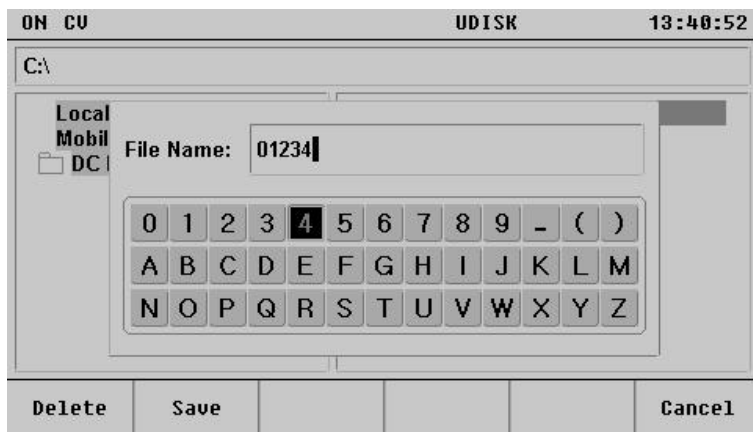 ON CV UDISK 13:40:52
C:\
Local
Mobil
DC
File Name: 01234
0 1 2 3 4 5 6 7 8 9 _ ( )
A B C D E F G H I J K L M
N O P Q R S T U V W X Y Z
Delete Save Cancel